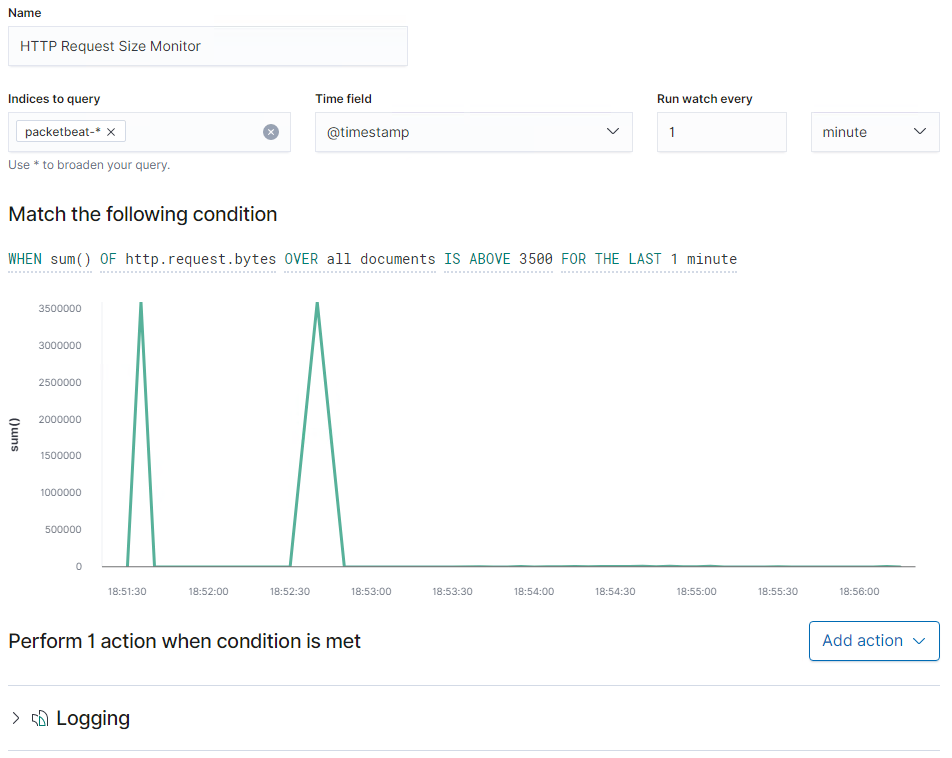 Name
HTTP Request Size Monitor
Indices to query
Time field
Run watch every
packetbeat-*
@timestamp
1
minute
Use * to broaden your query.
Match the following condition
WHEN sum() OF http.request.bytes OVER all documents IS ABOVE 3500 FOR THE LAST 1 minute
3500000
3000000
2500000
2000000
1500000
1000000
500000
0
sum()
18:51:30 18:52:00 18:52:30 18:53:00 18:53:30 18:54:00 18:54:30 18:55:00 18:55:30 18:56:00
Perform 1 action when condition is met
Add action
Logging